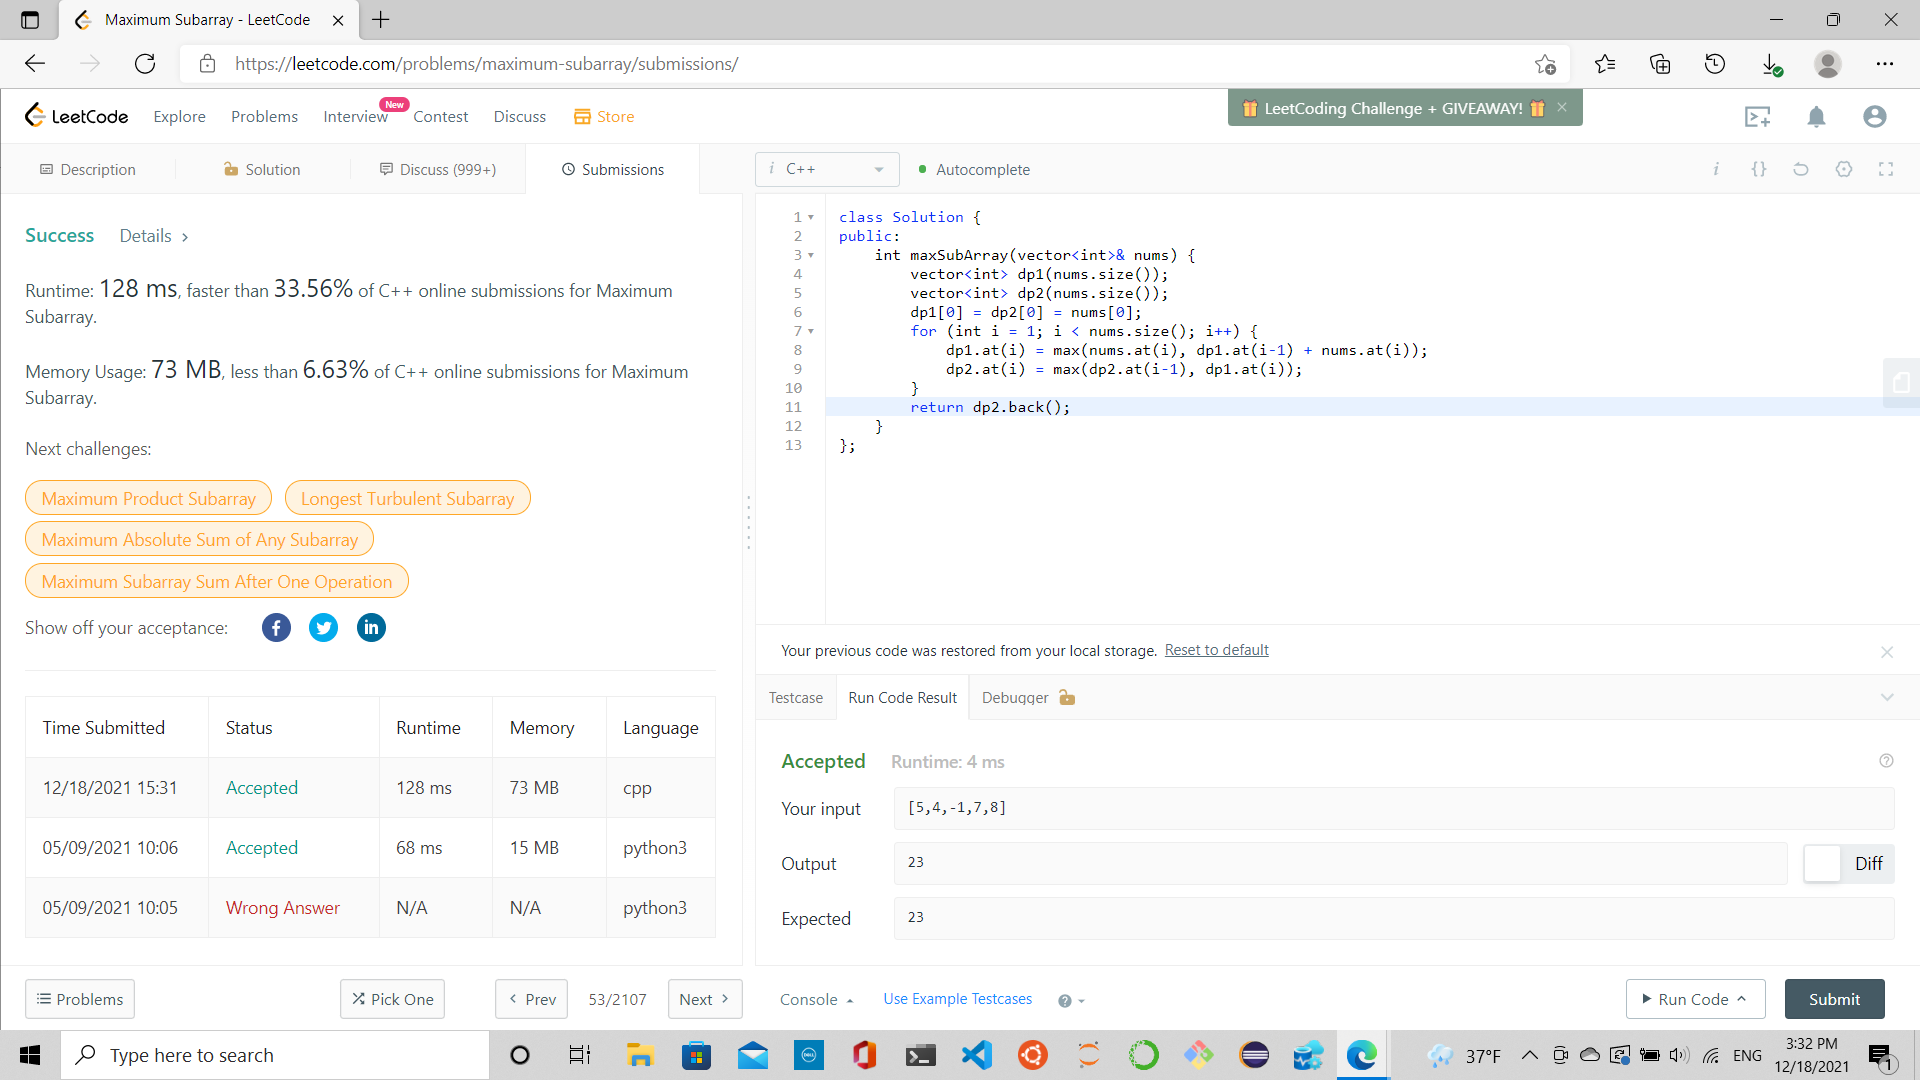 Maximum Subarray - LeetCode
https://leetcode.com/problems/maximum-subarray/submissions/
LeetCode
Explore
Problems
Interview
New
Contest
Discuss
Store
LeetCoding Challenge + GIVEAWAY!
Description
Solution
Discuss (999+)
Submissions
i C++
Autocomplete
Success
Details
Runtime: 128 ms, faster than 33.56% of C++ online submissions for Maximum
Subarray.
Memory Usage: 73 MB, less than 6.63% of C++ online submissions for Maximum
Subarray.
Next challenges:
Maximum Product Subarray
Longest Turbulent Subarray
Maximum Absolute Sum of Any Subarray
Maximum Subarray Sum After One Operation
Show off your acceptance:
Time Submitted Status Runtime Memory Language
12/18/2021 15:31 Accepted 128 ms 73 MB cpp
05/09/2021 10:06 Accepted 68 ms 15 MB python3
05/09/2021 10:05 Wrong Answer N/A N/A python3
1 class Solution {
2 public:
3 int maxSubArray(vector<int>& nums) {
4 vector<int> dp1(nums.size());
5 vector<int> dp2(nums.size());
6 dp1[0] = dp2[0] = nums[0];
7 for (int i = 1; i < nums.size(); i++) {
8 dp1.at(i) = max(nums.at(i), dp1.at(i-1) + nums.at(i));
9 dp2.at(i) = max(dp2.at(i-1), dp1.at(i));
10 }
11 return dp2.back();
12 }
13 };
Your previous code was restored from your local storage. Reset to default
Testcase
Run Code Result
Debugger
Accepted Runtime: 4 ms
Your input [5,4,-1,7,8]
Output 23
Diff
Expected 23
Problems
Pick One
Prev
53/2107
Next
Console
Use Example Testcases
Run Code
Submit
Type here to search
DELL
37°F
ENG
3:32 PM
12/18/2021
1